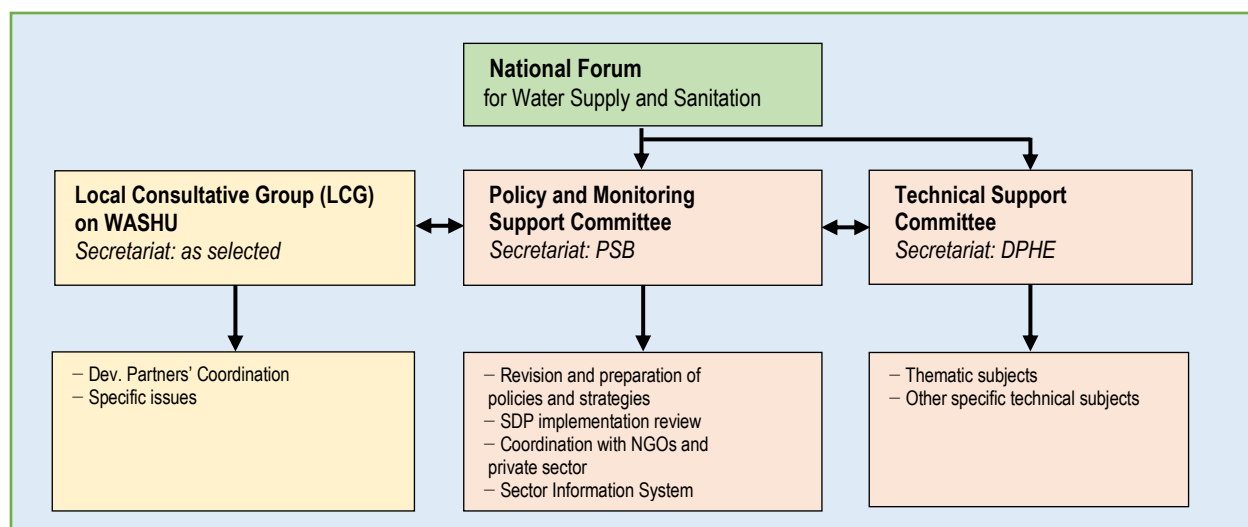 National Forum
for Water Supply and Sanitation
Local Consultative Group (LCG)
on WASHU
Secretariat: as selected
Policy and Monitoring
Support Committee
Secretariat: PSB
Technical Support
Committee
Secretariat: DPHE
– Dev. Partners’ Coordination
– Specific issues
– Revision and preparation of
policies and strategies
– SDP implementation review
– Coordination with NGOs and
private sector
– Sector Information System
– Thematic subjects
– Other specific technical subjects